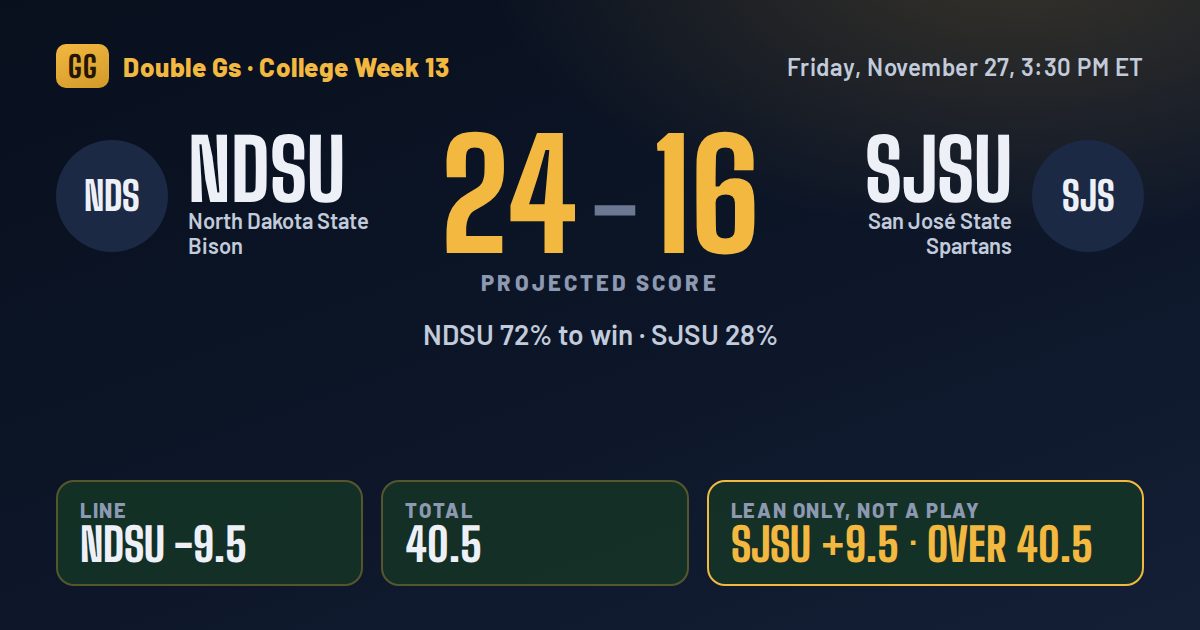 GG Double Gs · College Week 13
Friday, November 27, 3:30 PM ET
NDS
NDSU
North Dakota State
Bison
24 – 16
PROJECTED SCORE
NDSU 72% to win · SJSU 28%
SJSU
San José State
Spartans
SJS
LINE
NDSU −9.5
TOTAL
40.5
LEAN ONLY, NOT A PLAY
SJSU +9.5 · OVER 40.5